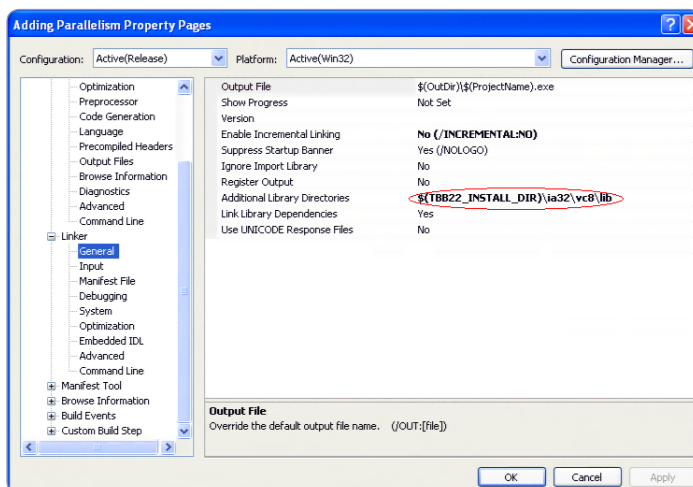 Adding Parallelism Property Pages
Configuration: Active(Release) Platform: Active(Win32) Configuration Manager...
Optimization
Preprocessor
Code Generation
Language
Precompiled Headers
Output Files
Browse Information
Diagnostics
Advanced
Command Line
Linker
General
Input
Manifest File
Debugging
System
Optimization
Embedded IDL
Advanced
Command Line
Manifest Tool
Browse Information
Build Events
Custom Build Step
Output File $(OutDir)\$(ProjectName).exe
Show Progress Not Set
Version
Enable Incremental Linking No (/INCREMENTAL:NO)
Suppress Startup Banner Yes (/NOLOGO)
Ignore Import Library No
Register Output No
Additional Library Directories $(TBB22_INSTALL_DIR)\ia32\vc8\lib
Link Library Dependencies Yes
Use UNICODE Response Files No
Output File
Override the default output file name. (/OUT:[file])
OK Cancel Apply